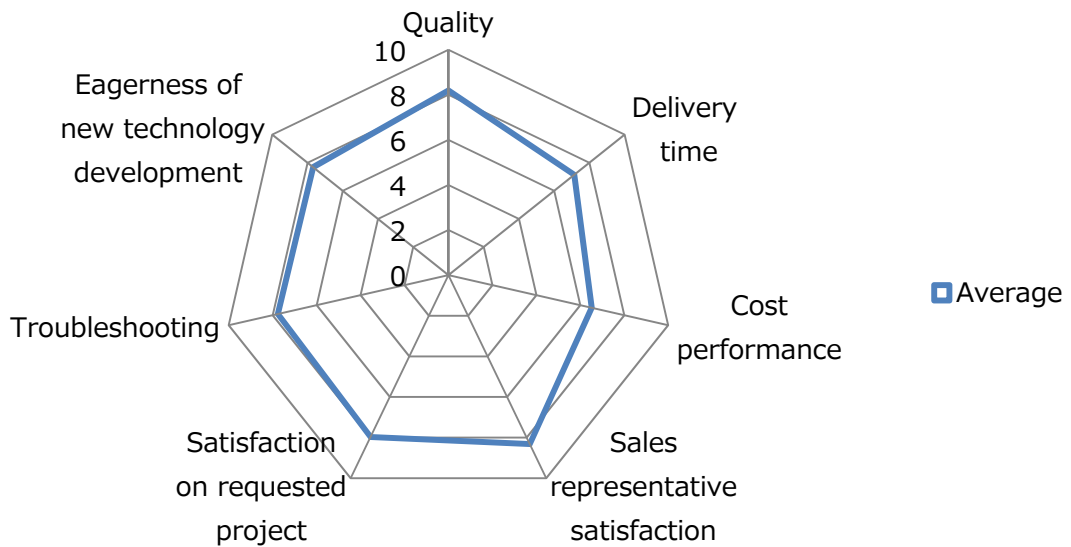 Quality
10
8
6
4
2
0
Delivery
time
Cost
performance
Sales
representative
satisfaction
Satisfaction
on requested
project
Troubleshooting
Eagerness of
new technology
development
Average